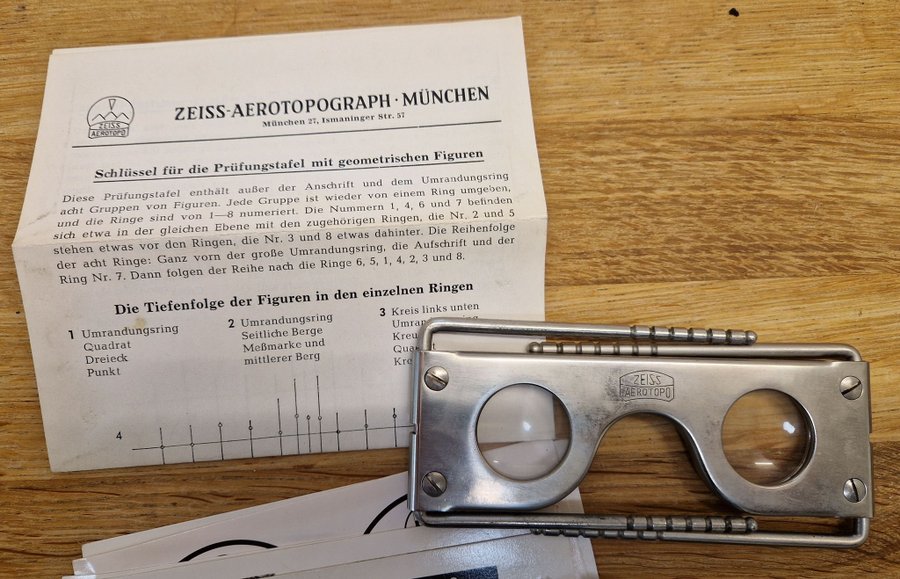 ZEISS
AEROTOPO
ZEISS-AEROTOPOGRAPH · MÜNCHEN
München 27, Ismaninger Str. 57
Schlüssel für die Prüfungstafel mit geometrischen Figuren
Diese Prüfungstafel enthält außer der Anschrift und dem Umrandungsring
acht Gruppen von Figuren. Jede Gruppe ist wieder von einem Ring umgeben,
und die Ringe sind von 1—8 numeriert. Die Nummern 1, 4, 6 und 7 befinden
sich etwa in der gleichen Ebene mit den zugehörigen Ringen, die Nr. 2 und 5
stehen etwas vor den Ringen, die Nr. 3 und 8 etwas dahinter. Die Reihenfolge
der acht Ringe: Ganz vorn der große Umrandungsring, die Aufschrift und der
Ring Nr. 7. Dann folgen der Reihe nach die Ringe 6, 5, 1, 4, 2, 3 und 8.
Die Tiefenfolge der Figuren in den einzelnen Ringen
1 Umrandungsring
Quadrat
Dreieck
Punkt
2 Umrandungsring
Seitliche Berge
Meßmarke und
mittlerer Berg
3 Kreis links unten
4
ZEISS
AEROTOPO